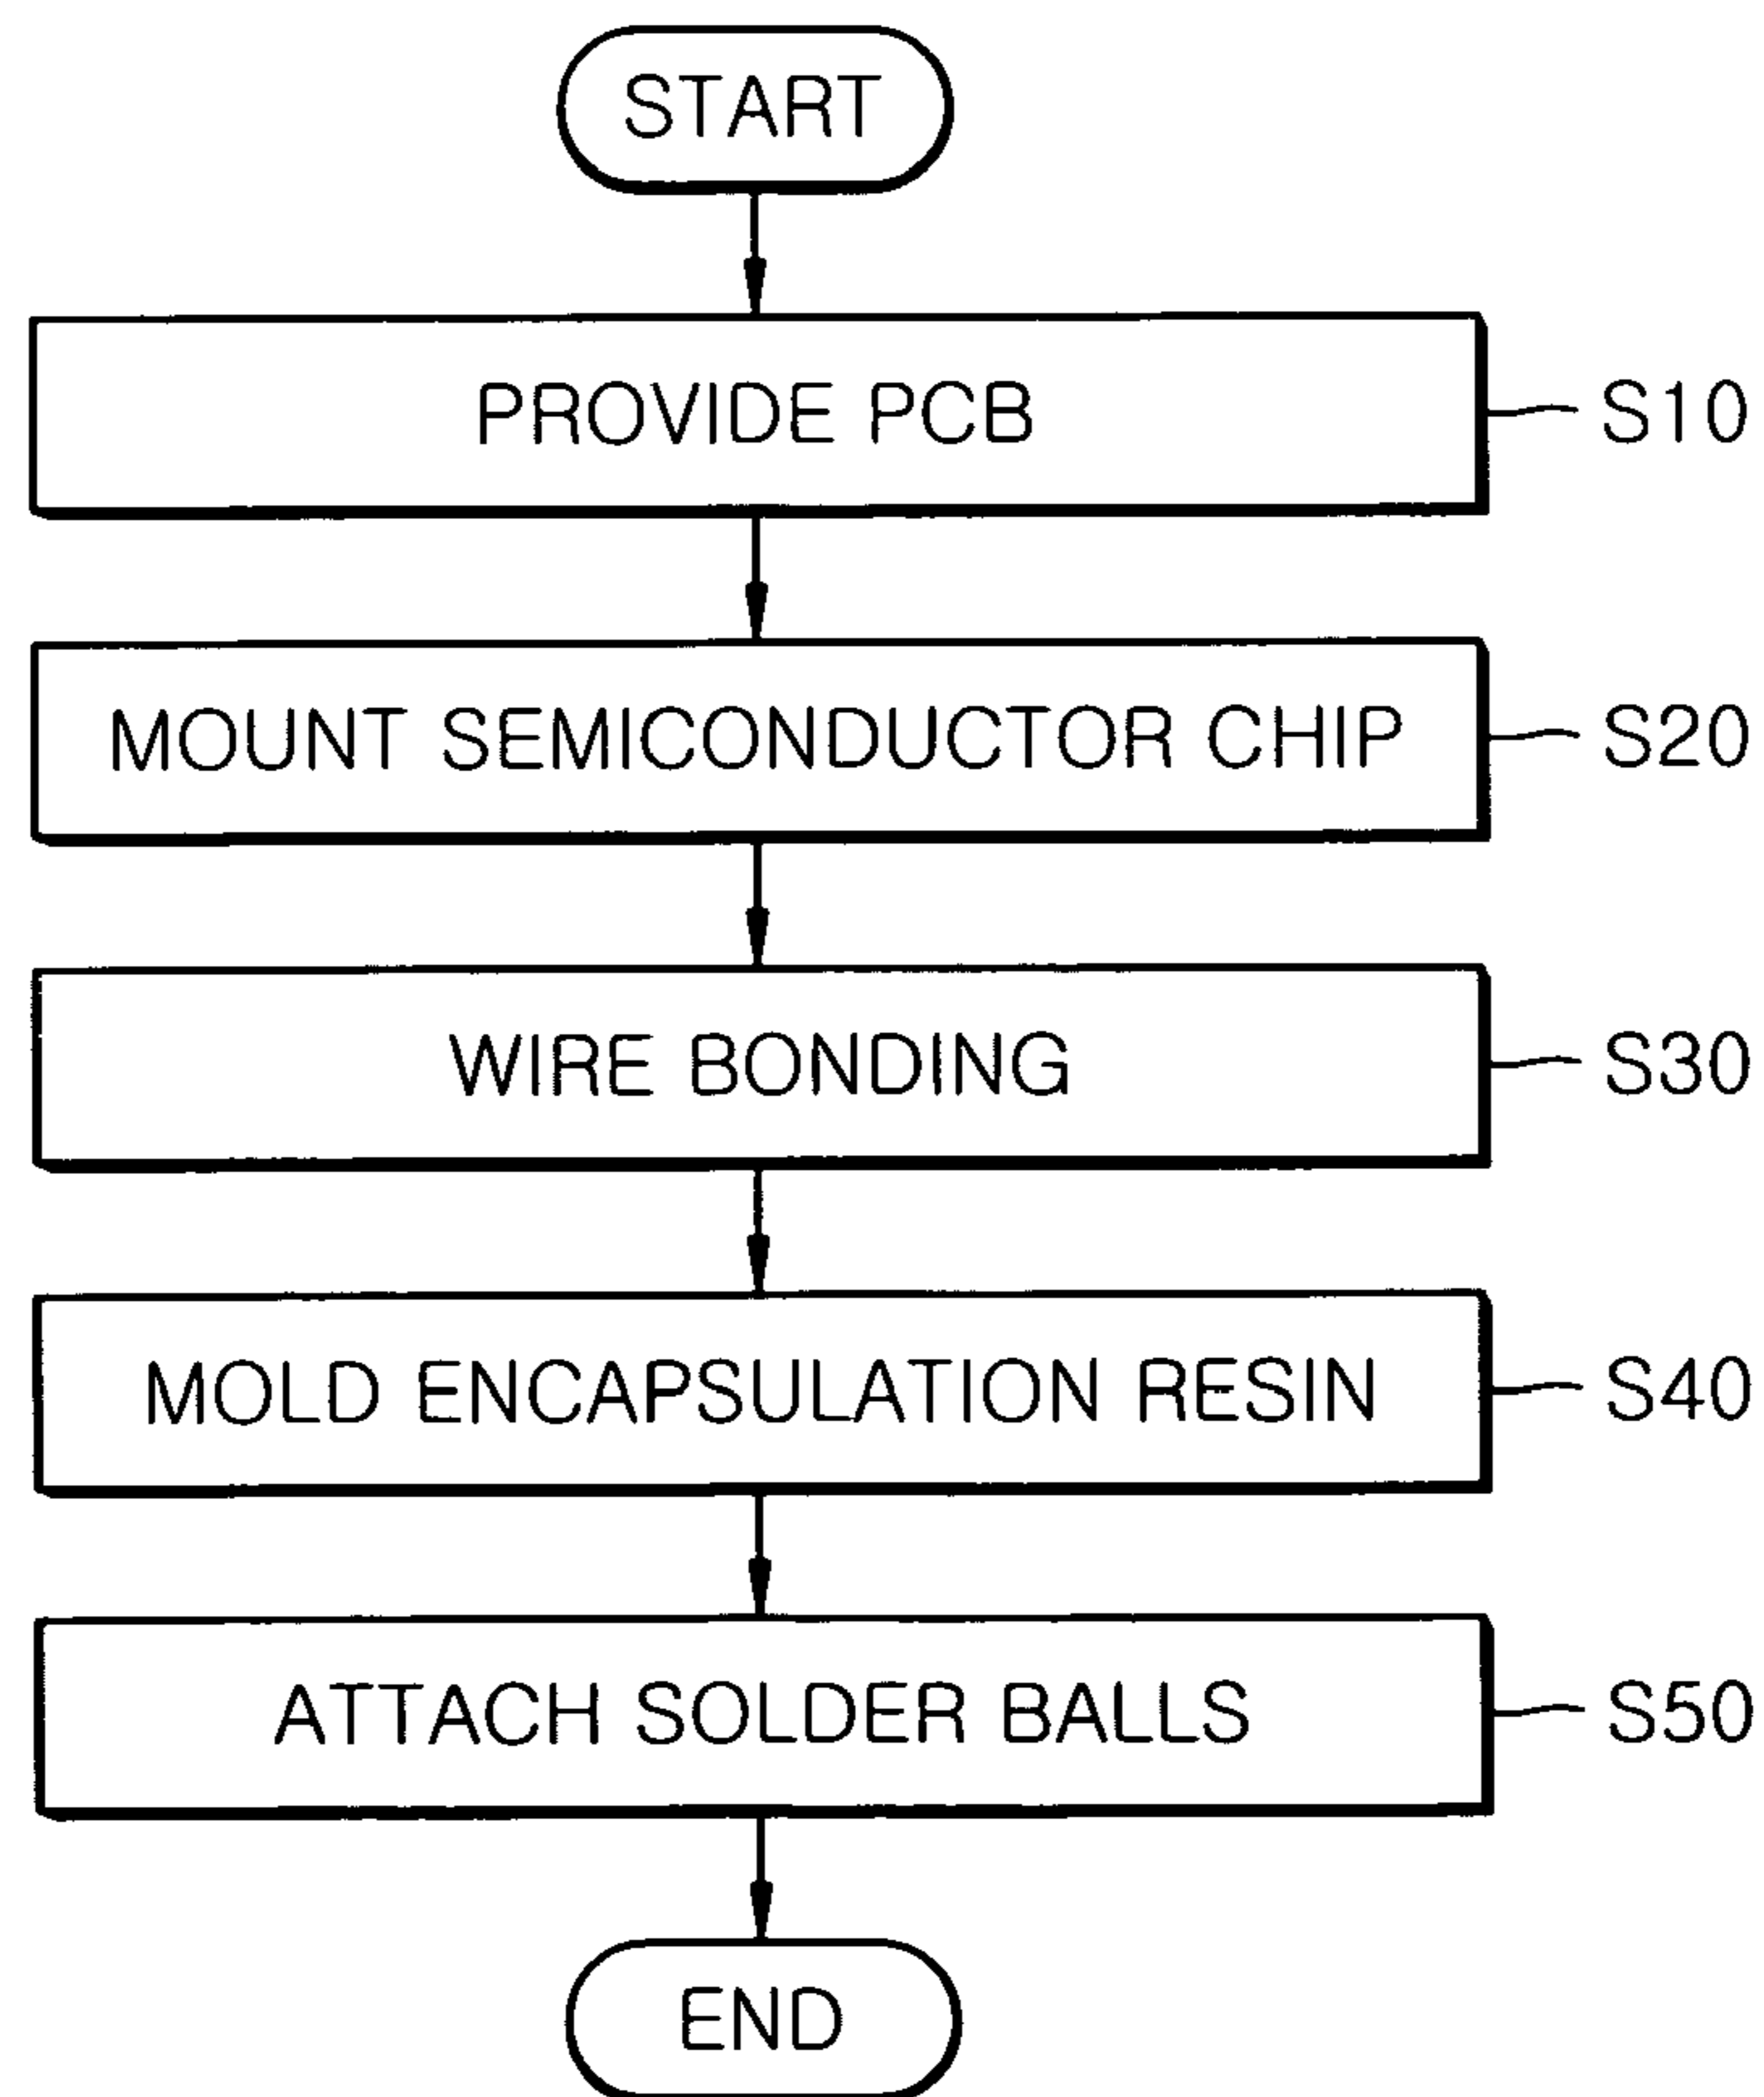 START
PROVIDE PCB
S10
MOUNT SEMICONDUCTOR CHIP
S20
WIRE BONDING
S30
MOLD ENCAPSULATION RESIN
S40
ATTACH SOLDER BALLS
S50
END